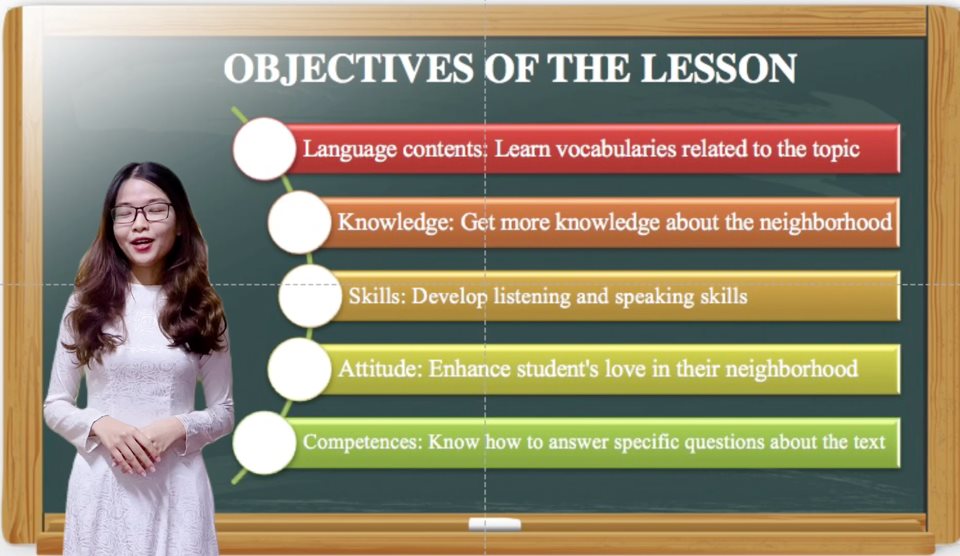 OBJECTIVES OF THE LESSON
Language contents: Learn vocabularies related to the topic
Knowledge: Get more knowledge about the neighborhood
Skills: Develop listening and speaking skills
Attitude: Enhance student's love in their neighborhood
Competences: Know how to answer specific questions about the text